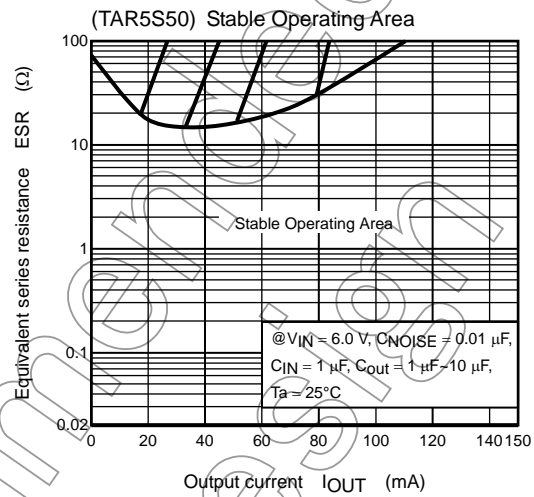 (TAR5S50) Stable Operating Area
Equivalent series resistance ESR (Ω)
100
10
1
0.1
0.02
Stable Operating Area
@VIN = 6.0 V, CNOISE = 0.01 μF,
CIN = 1 μF, Cout = 1 μF~10 μF,
Ta = 25°C
0 20 40 60 80 100 120 140 150
Output current IOUT (mA)